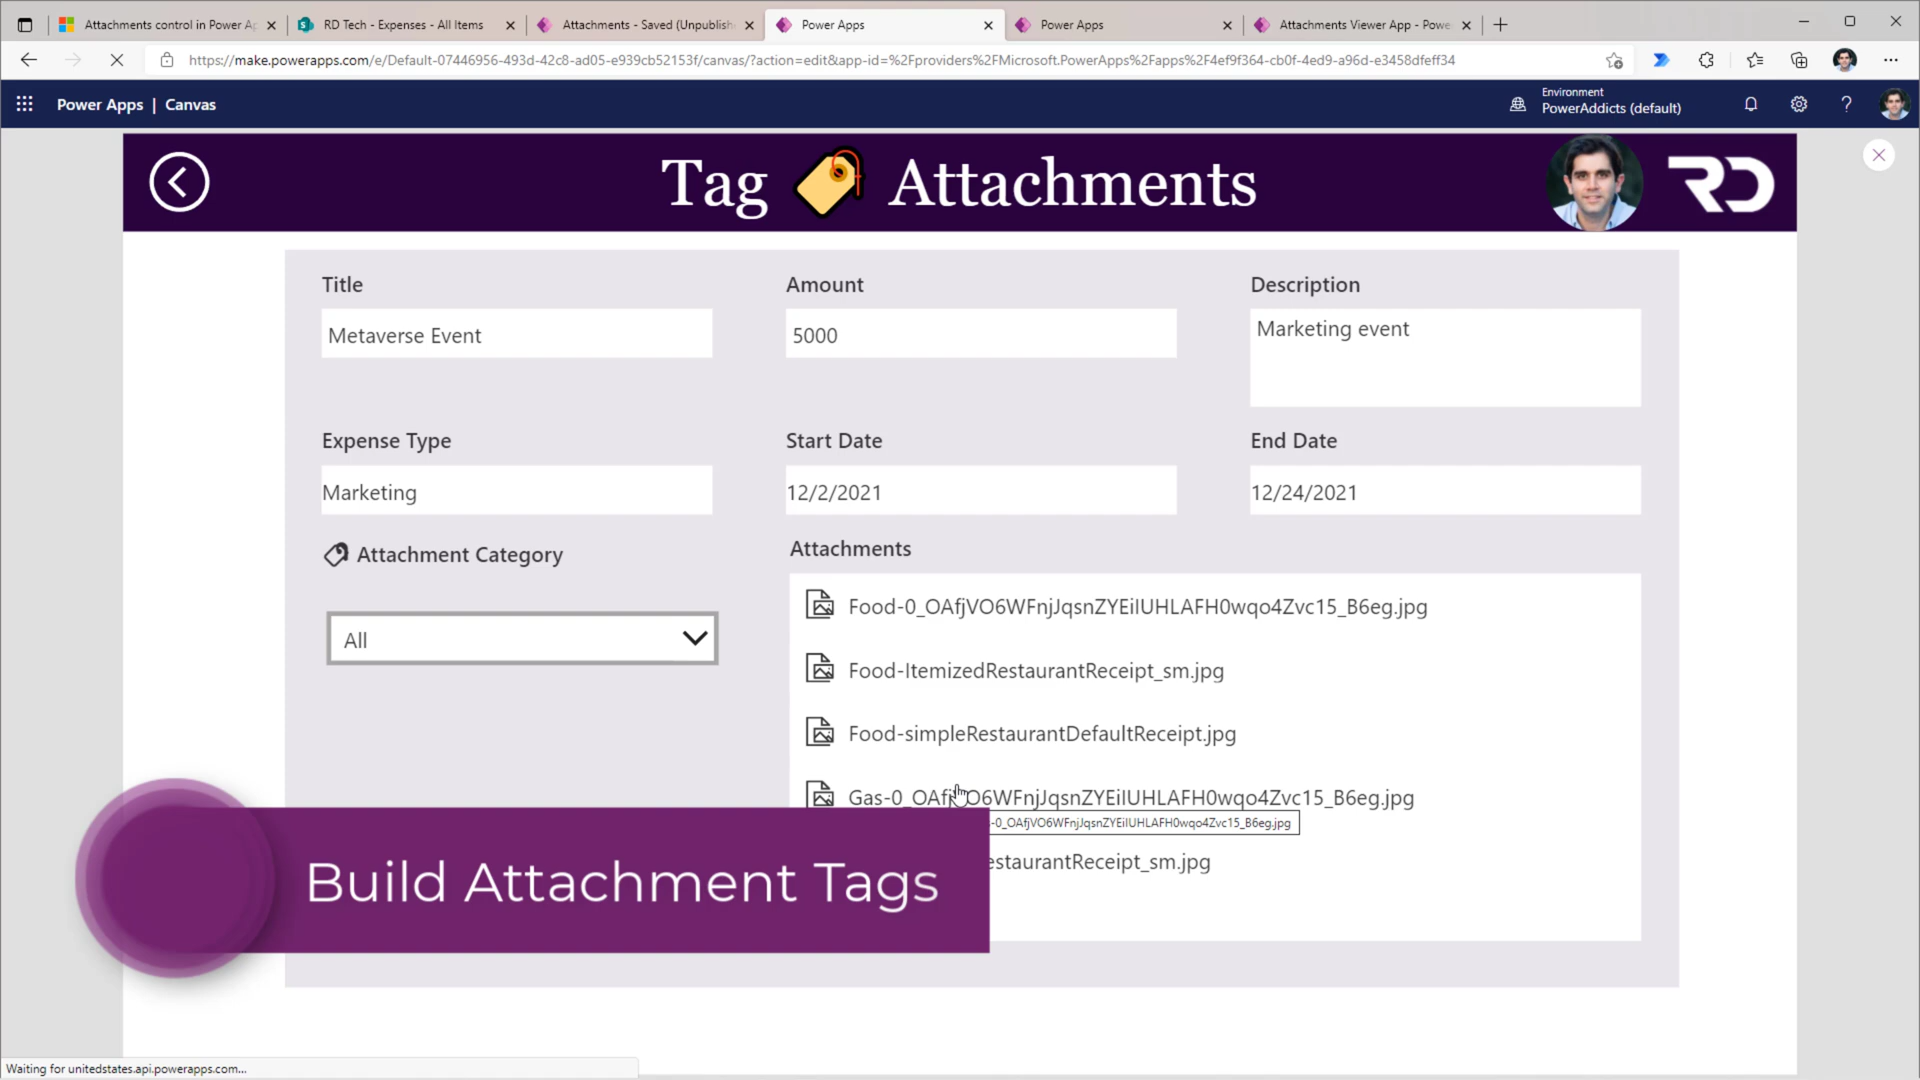 Attachments control in Power Ap
RD Tech - Expenses - All Items
Attachments - Saved (Unpublish
Power Apps
Power Apps
Attachments Viewer App - Powe
https://make.powerapps.com/e/Default-07446956-493d-42c8-ad05-e939cb52153f/canvas/?action=edit&app-id=%2Fproviders%2FMicrosoft.PowerApps%2Fapps%2F4ef9f364-cb0f-4ed9-a96d-e3458dfeff34
Power Apps | Canvas
Environment
PowerAddicts (default)
Tag Attachments
RD
Title
Amount
Description
Metaverse Event
5000
Marketing event
Expense Type
Start Date
End Date
Marketing
12/2/2021
12/24/2021
Attachment Category
Attachments
All
Food-0_OAfjVO6WFnjJqsnZYEiIUHLAFH0wqo4Zvc15_B6eg.jpg
Food-ItemizedRestaurantReceipt_sm.jpg
Food-simpleRestaurantDefaultReceipt.jpg
Gas-0_OAfjVO6WFnjJqsnZYEiIUHLAFH0wqo4Zvc15_B6eg.jpg
-0_OAfjVO6WFnjJqsnZYEiIUHLAFH0wqo4Zvc15_B6eg.jpg
estaurantReceipt_sm.jpg
Build Attachment Tags
Waiting for unitedstates.api.powerapps.com...